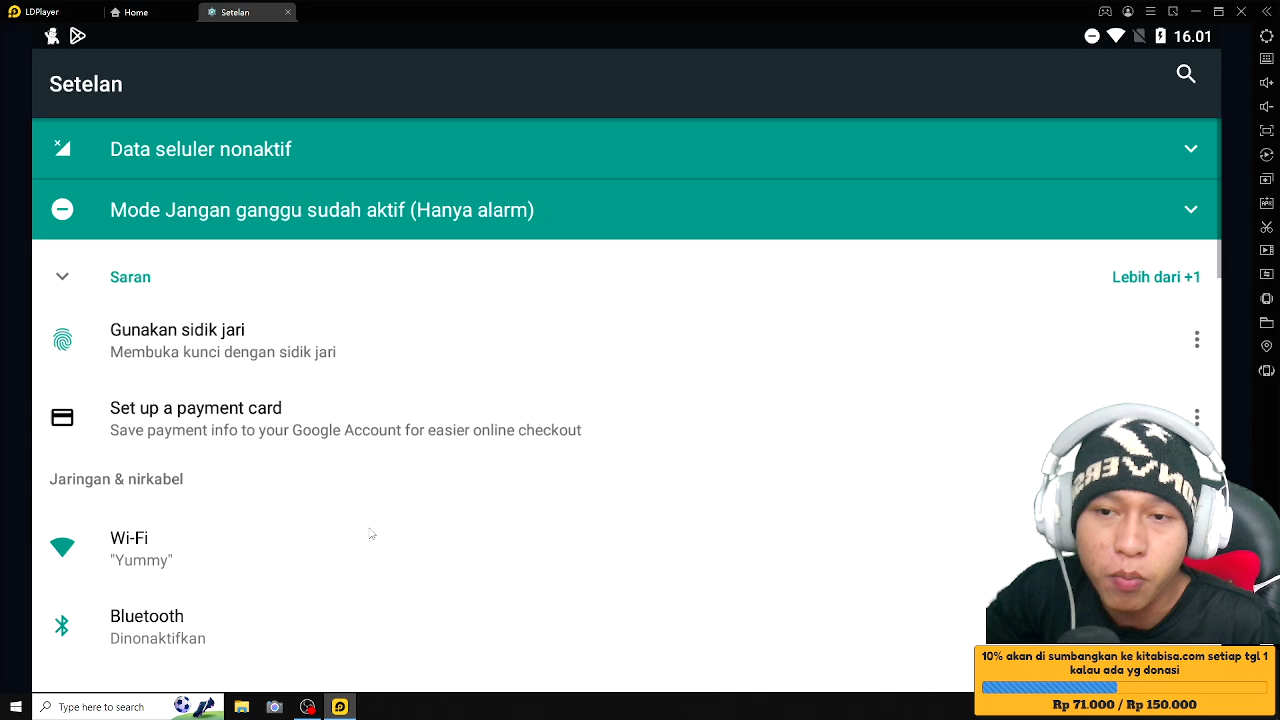 LDPlayer
Home
Setelan
16.01
Setelan
Data seluler nonaktif
Mode Jangan ganggu sudah aktif (Hanya alarm)
Saran
Lebih dari +1
Gunakan sidik jari
Membuka kunci dengan sidik jari
Set up a payment card
Save payment info to your Google Account for easier online checkout
Jaringan & nirkabel
Wi-Fi
"Yummy"
Bluetooth
Dinonaktifkan
CONVERS
10% akan di sumbangkan ke kitabisa.com setiap tgl 1
kalau ada yg donasi
Rp 71.000 / Rp 150.000
Type here to search